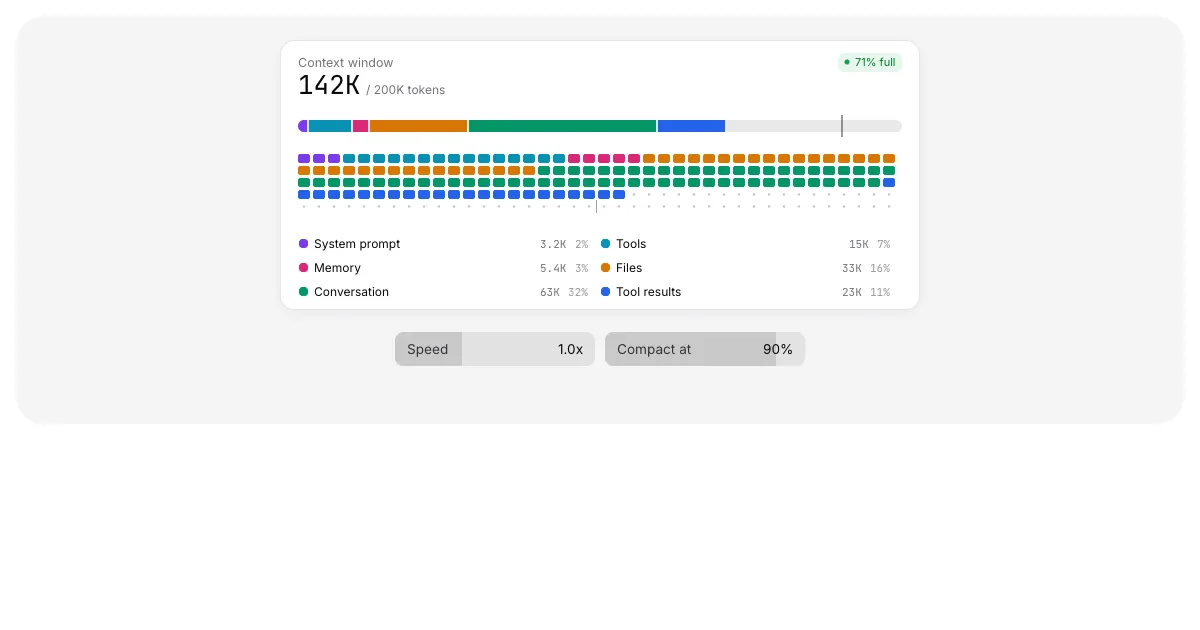 Context window
71% full
142K / 200K tokens
System prompt 3.2K 2% Tools 15K 7%
Memory 5.4K 3% Files 33K 16%
Conversation 63K 32% Tool results 23K 11%
Speed 1.0x Compact at 90%